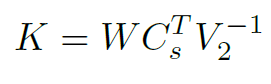 K = WC_s^T V_2^{-1}